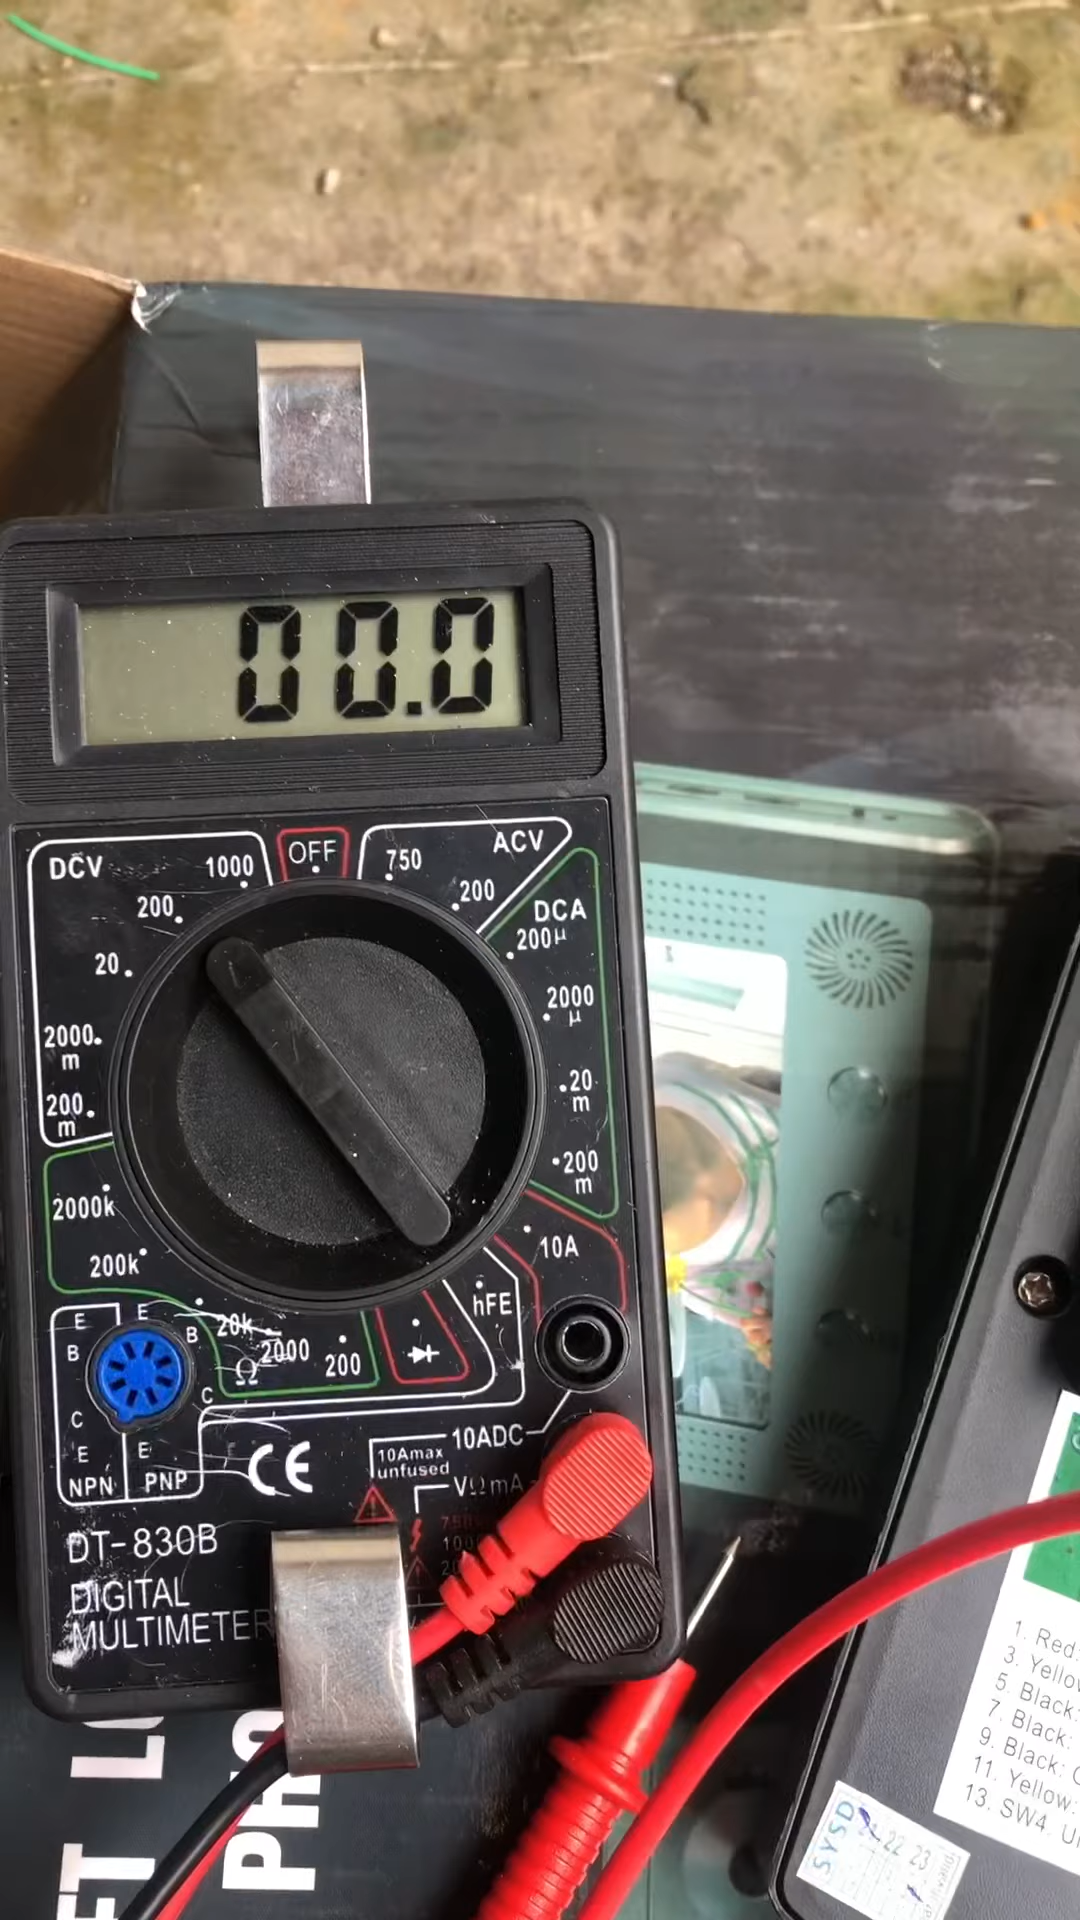 00.0
DCV
1000
OFF
750
ACV
200
200
DCA
200μ
20
2000
μ
2000
m
20
m
200
m
200
m
2000k
10A
200k
hFE
E
E
B
20k
2000
200
B
Ω
C
C
10ADC
E
E
10Amax
unfused
NPN
PNP
CE
VΩmA
DT-830B
DIGITAL
MULTIMETER
1. Red:
3. Yellow
5. Black:
7. Black:
9. Black:
11. Yellow:
13. SW4.
SYSD
22 23